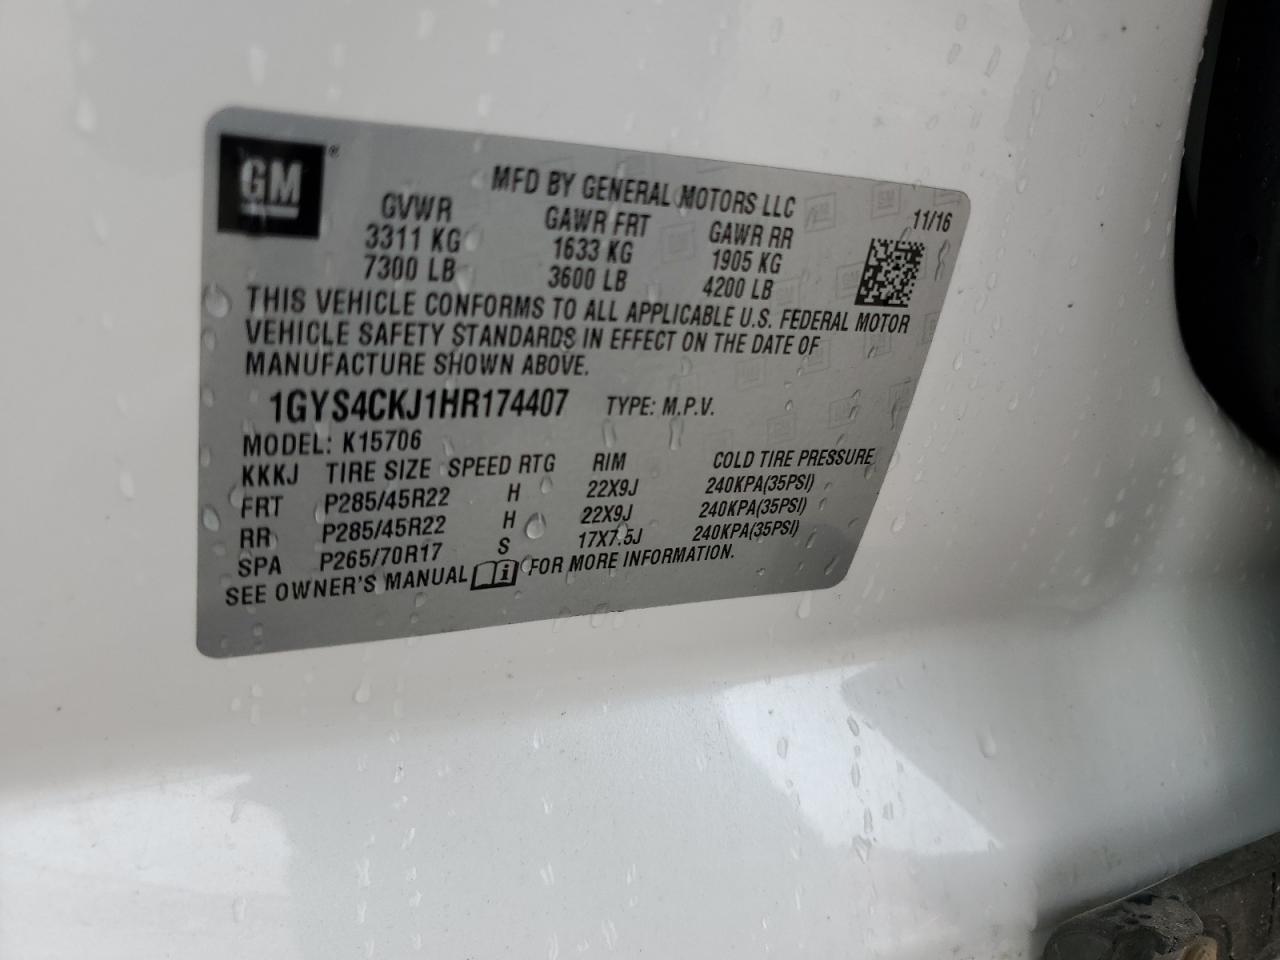 GM ®
MFD BY GENERAL MOTORS LLC
11/16
GVWR GAWR FRT GAWR RR
3311 KG 1633 KG 1905 KG
7300 LB 3600 LB 4200 LB
THIS VEHICLE CONFORMS TO ALL APPLICABLE U.S. FEDERAL MOTOR
VEHICLE SAFETY STANDARDS IN EFFECT ON THE DATE OF
MANUFACTURE SHOWN ABOVE.
1GYS4CKJ1HR174407 TYPE: M.P.V.
MODEL: K15706
KKKJ TIRE SIZE SPEED RTG RIM COLD TIRE PRESSURE
FRT P285/45R22 H 22X9J 240KPA(35PSI)
RR P285/45R22 H 22X9J 240KPA(35PSI)
SPA P265/70R17 S 17X7.5J 240KPA(35PSI)
SEE OWNER'S MANUAL i FOR MORE INFORMATION.